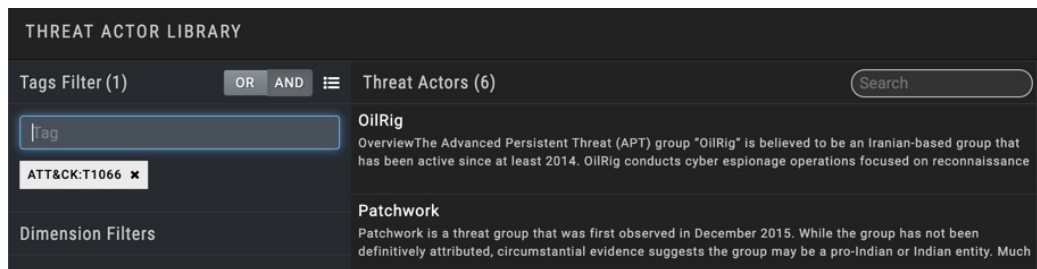 THREAT ACTOR LIBRARY
Tags Filter (1)
OR AND
Tag
ATT&CK:T1066 ×
Dimension Filters
Threat Actors (6)
Search
OilRig
OverviewThe Advanced Persistent Threat (APT) group “OilRig” is believed to be an Iranian-based group that
has been active since at least 2014. OilRig conducts cyber espionage operations focused on reconnaissance
Patchwork
Patchwork is a threat group that was first observed in December 2015. While the group has not been
definitively attributed, circumstantial evidence suggests the group may be a pro-Indian or Indian entity. Much